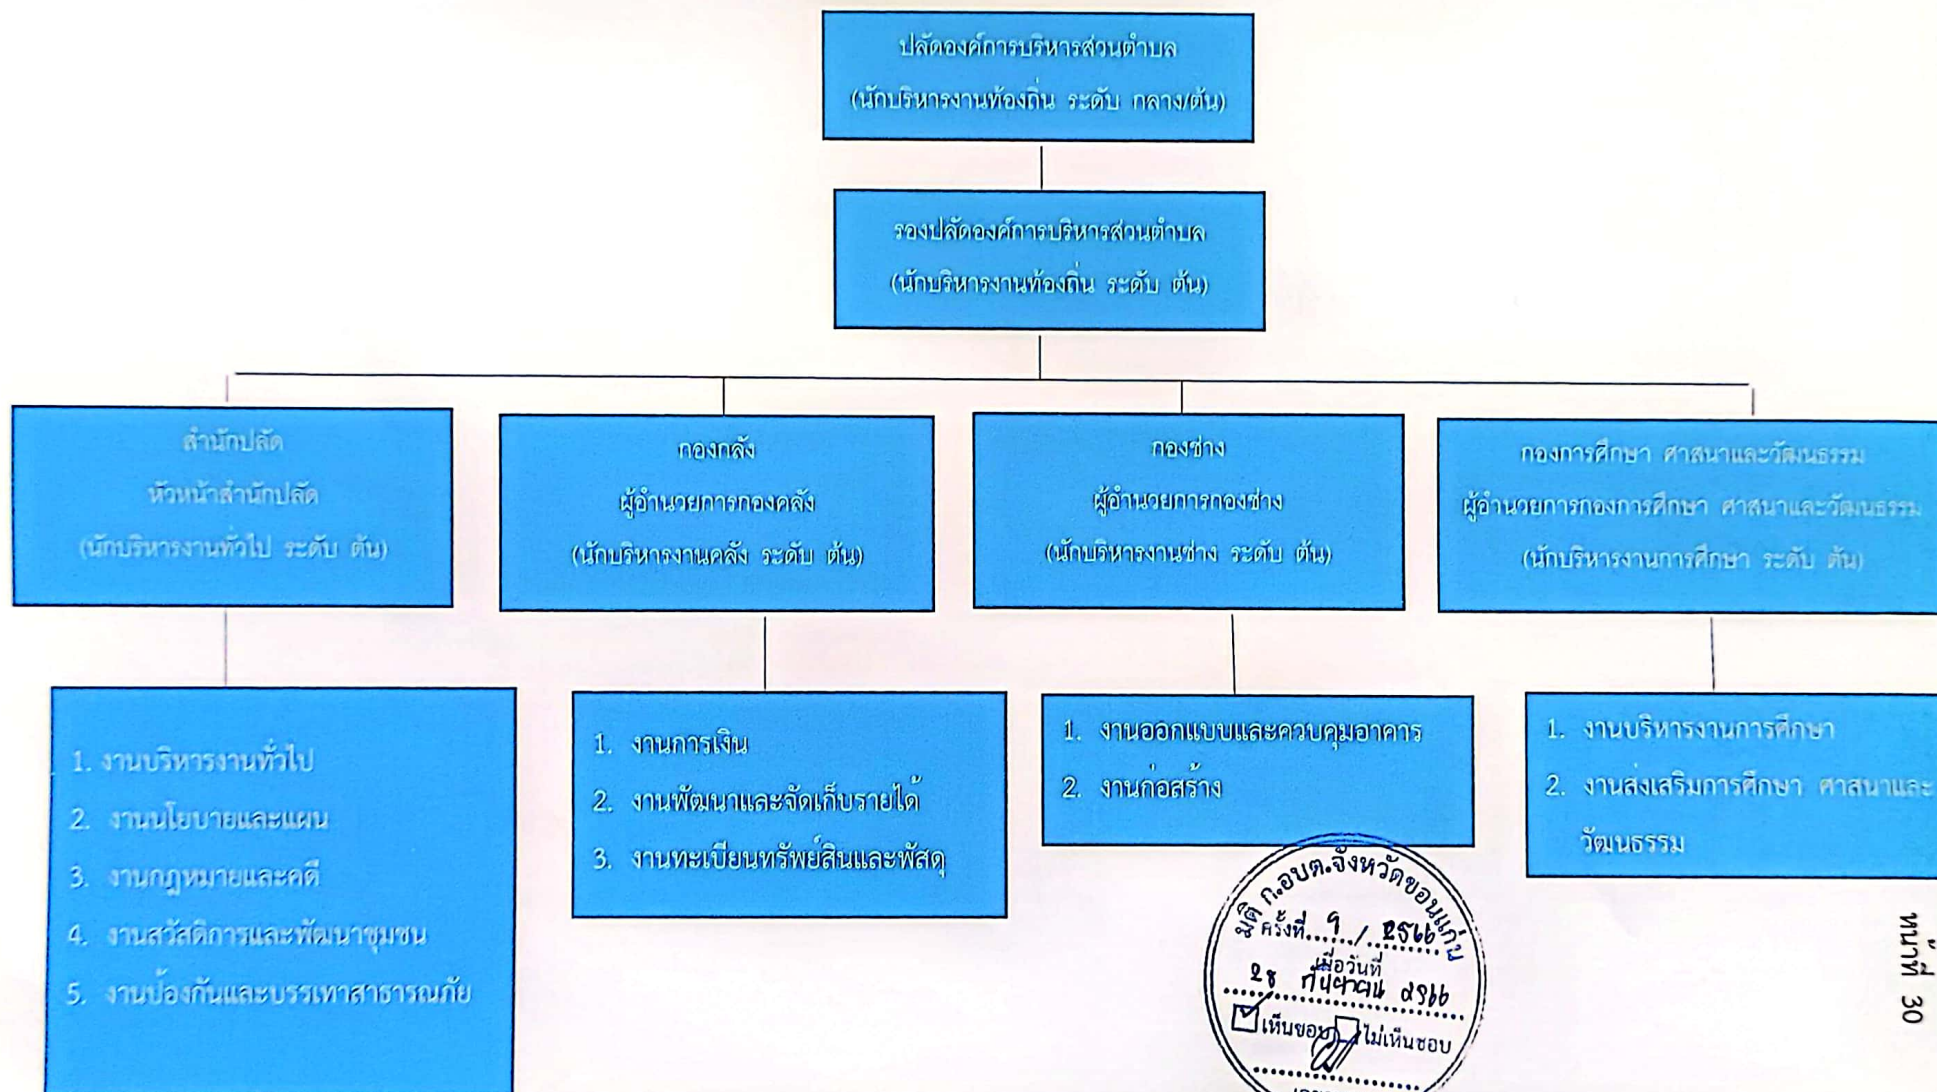 ปลัดองค์การบริหารส่วนตำบล
(นักบริหารงานท้องถิ่น ระดับ กลาง/ต้น)
รองปลัดองค์การบริหารส่วนตำบล
(นักบริหารงานท้องถิ่น ระดับ ต้น)
สำนักปลัด
หัวหน้าสำนักปลัด
(นักบริหารงานทั่วไป ระดับ ต้น)
กองกลัง
ผู้อำนวยการกองคลัง
(นักบริหารงานคลัง ระดับ ต้น)
กองช่าง
ผู้อำนวยการกองช่าง
(นักบริหารงานช่าง ระดับ ต้น)
กองการศึกษา ศาสนาและวัฒนธรรม
ผู้อำนวยการกองการศึกษา ศาสนาและวัฒนธรรม
(นักบริหารงานการศึกษา ระดับ ต้น)
1. งานบริหารงานทั่วไป
2. งานนโยบายและแผน
3. งานกฎหมายและคดี
4. งานสวัสดิการและพัฒนาชุมชน
5. งานป้องกันและบรรเทาสาธารณภัย
1. งานการเงิน
2. งานพัฒนาและจัดเก็บรายได้
3. งานทะเบียนทรัพย์สินและพัสดุ
1. งานออกแบบและควบคุมอาคาร
2. งานก่อสร้าง
1. งานบริหารงานการศึกษา
2. งานส่งเสริมการศึกษา ศาสนาและ
วัฒนธรรม
มติ ก.อบต.จังหวัดขอนแก่น
ครั้งที่ 9 / 2566
เมื่อวันที่
28 กันยายน 2566
เห็นชอบ ไม่เห็นชอบ
หน้าที่ 30